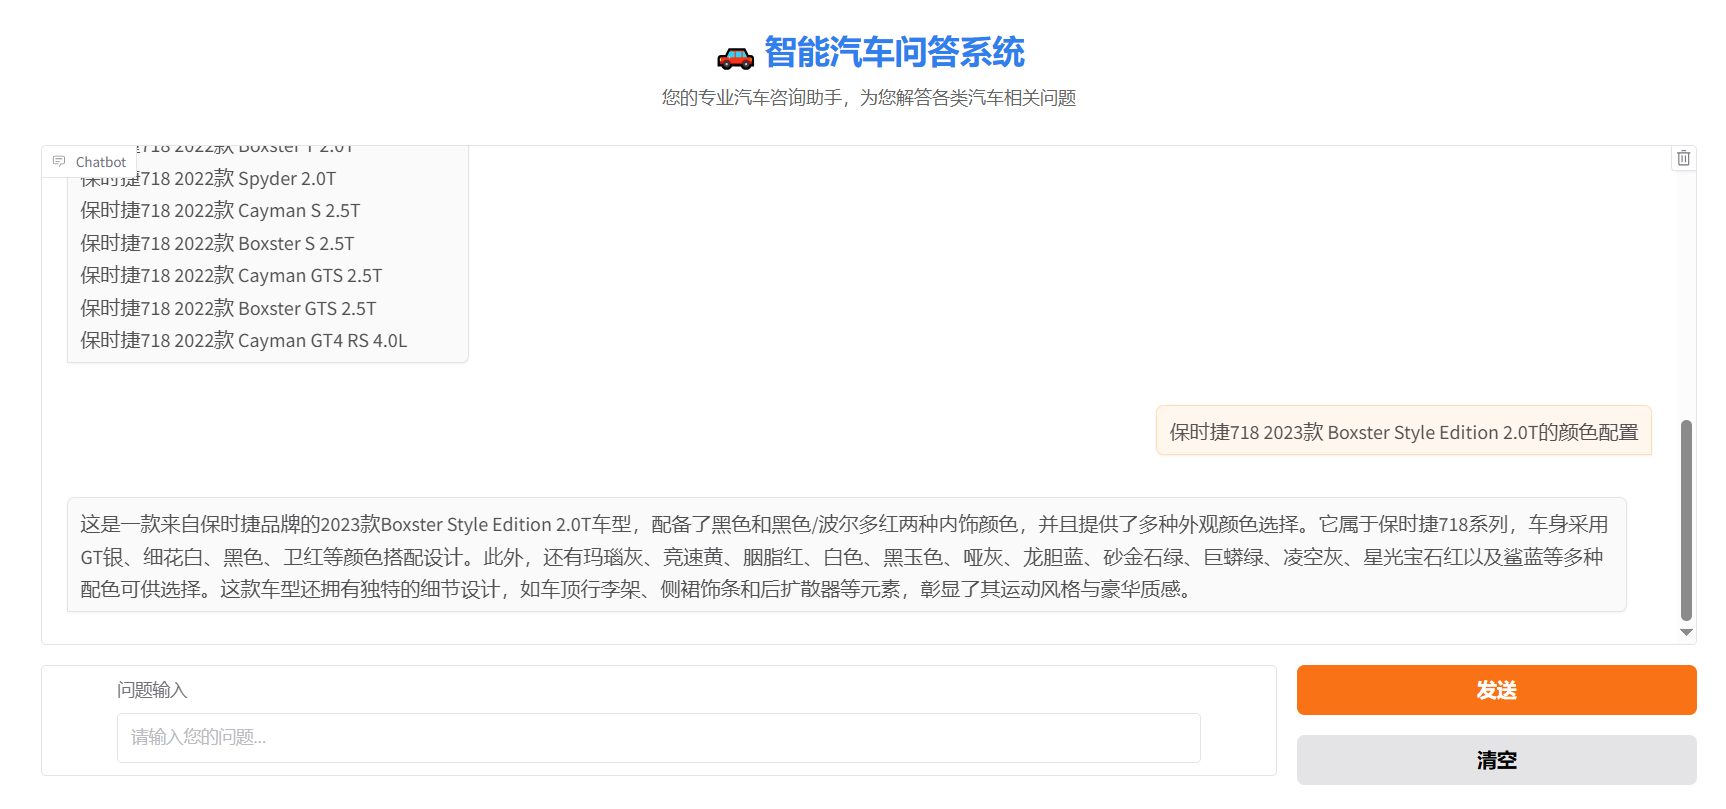 智能汽车问答系统
您的专业汽车咨询助手，为您解答各类汽车相关问题
Chatbot
保时捷718 2022款 Spyder 2.0T
保时捷718 2022款 Cayman S 2.5T
保时捷718 2022款 Boxster S 2.5T
保时捷718 2022款 Cayman GTS 2.5T
保时捷718 2022款 Boxster GTS 2.5T
保时捷718 2022款 Cayman GT4 RS 4.0L
保时捷718 2023款 Boxster Style Edition 2.0T的颜色配置
这是一款来自保时捷品牌的2023款Boxster Style Edition 2.0T车型，配备了黑色和黑色/波尔多红两种内饰颜色，并且提供了多种外观颜色选择。它属于保时捷718系列，车身采用
GT银、细花白、黑色、卫红等颜色搭配设计。此外，还有玛瑙灰、竞速黄、胭脂红、白色、黑玉色、哑灰、龙胆蓝、砂金石绿、巨蟒绿、凌空灰、星光宝石红以及鲨蓝等多种
配色可供选择。这款车型还拥有独特的细节设计，如车顶行李架、侧裙饰条和后扩散器等元素，彰显了其运动风格与豪华质感。
问题输入
请输入您的问题...
发送
清空